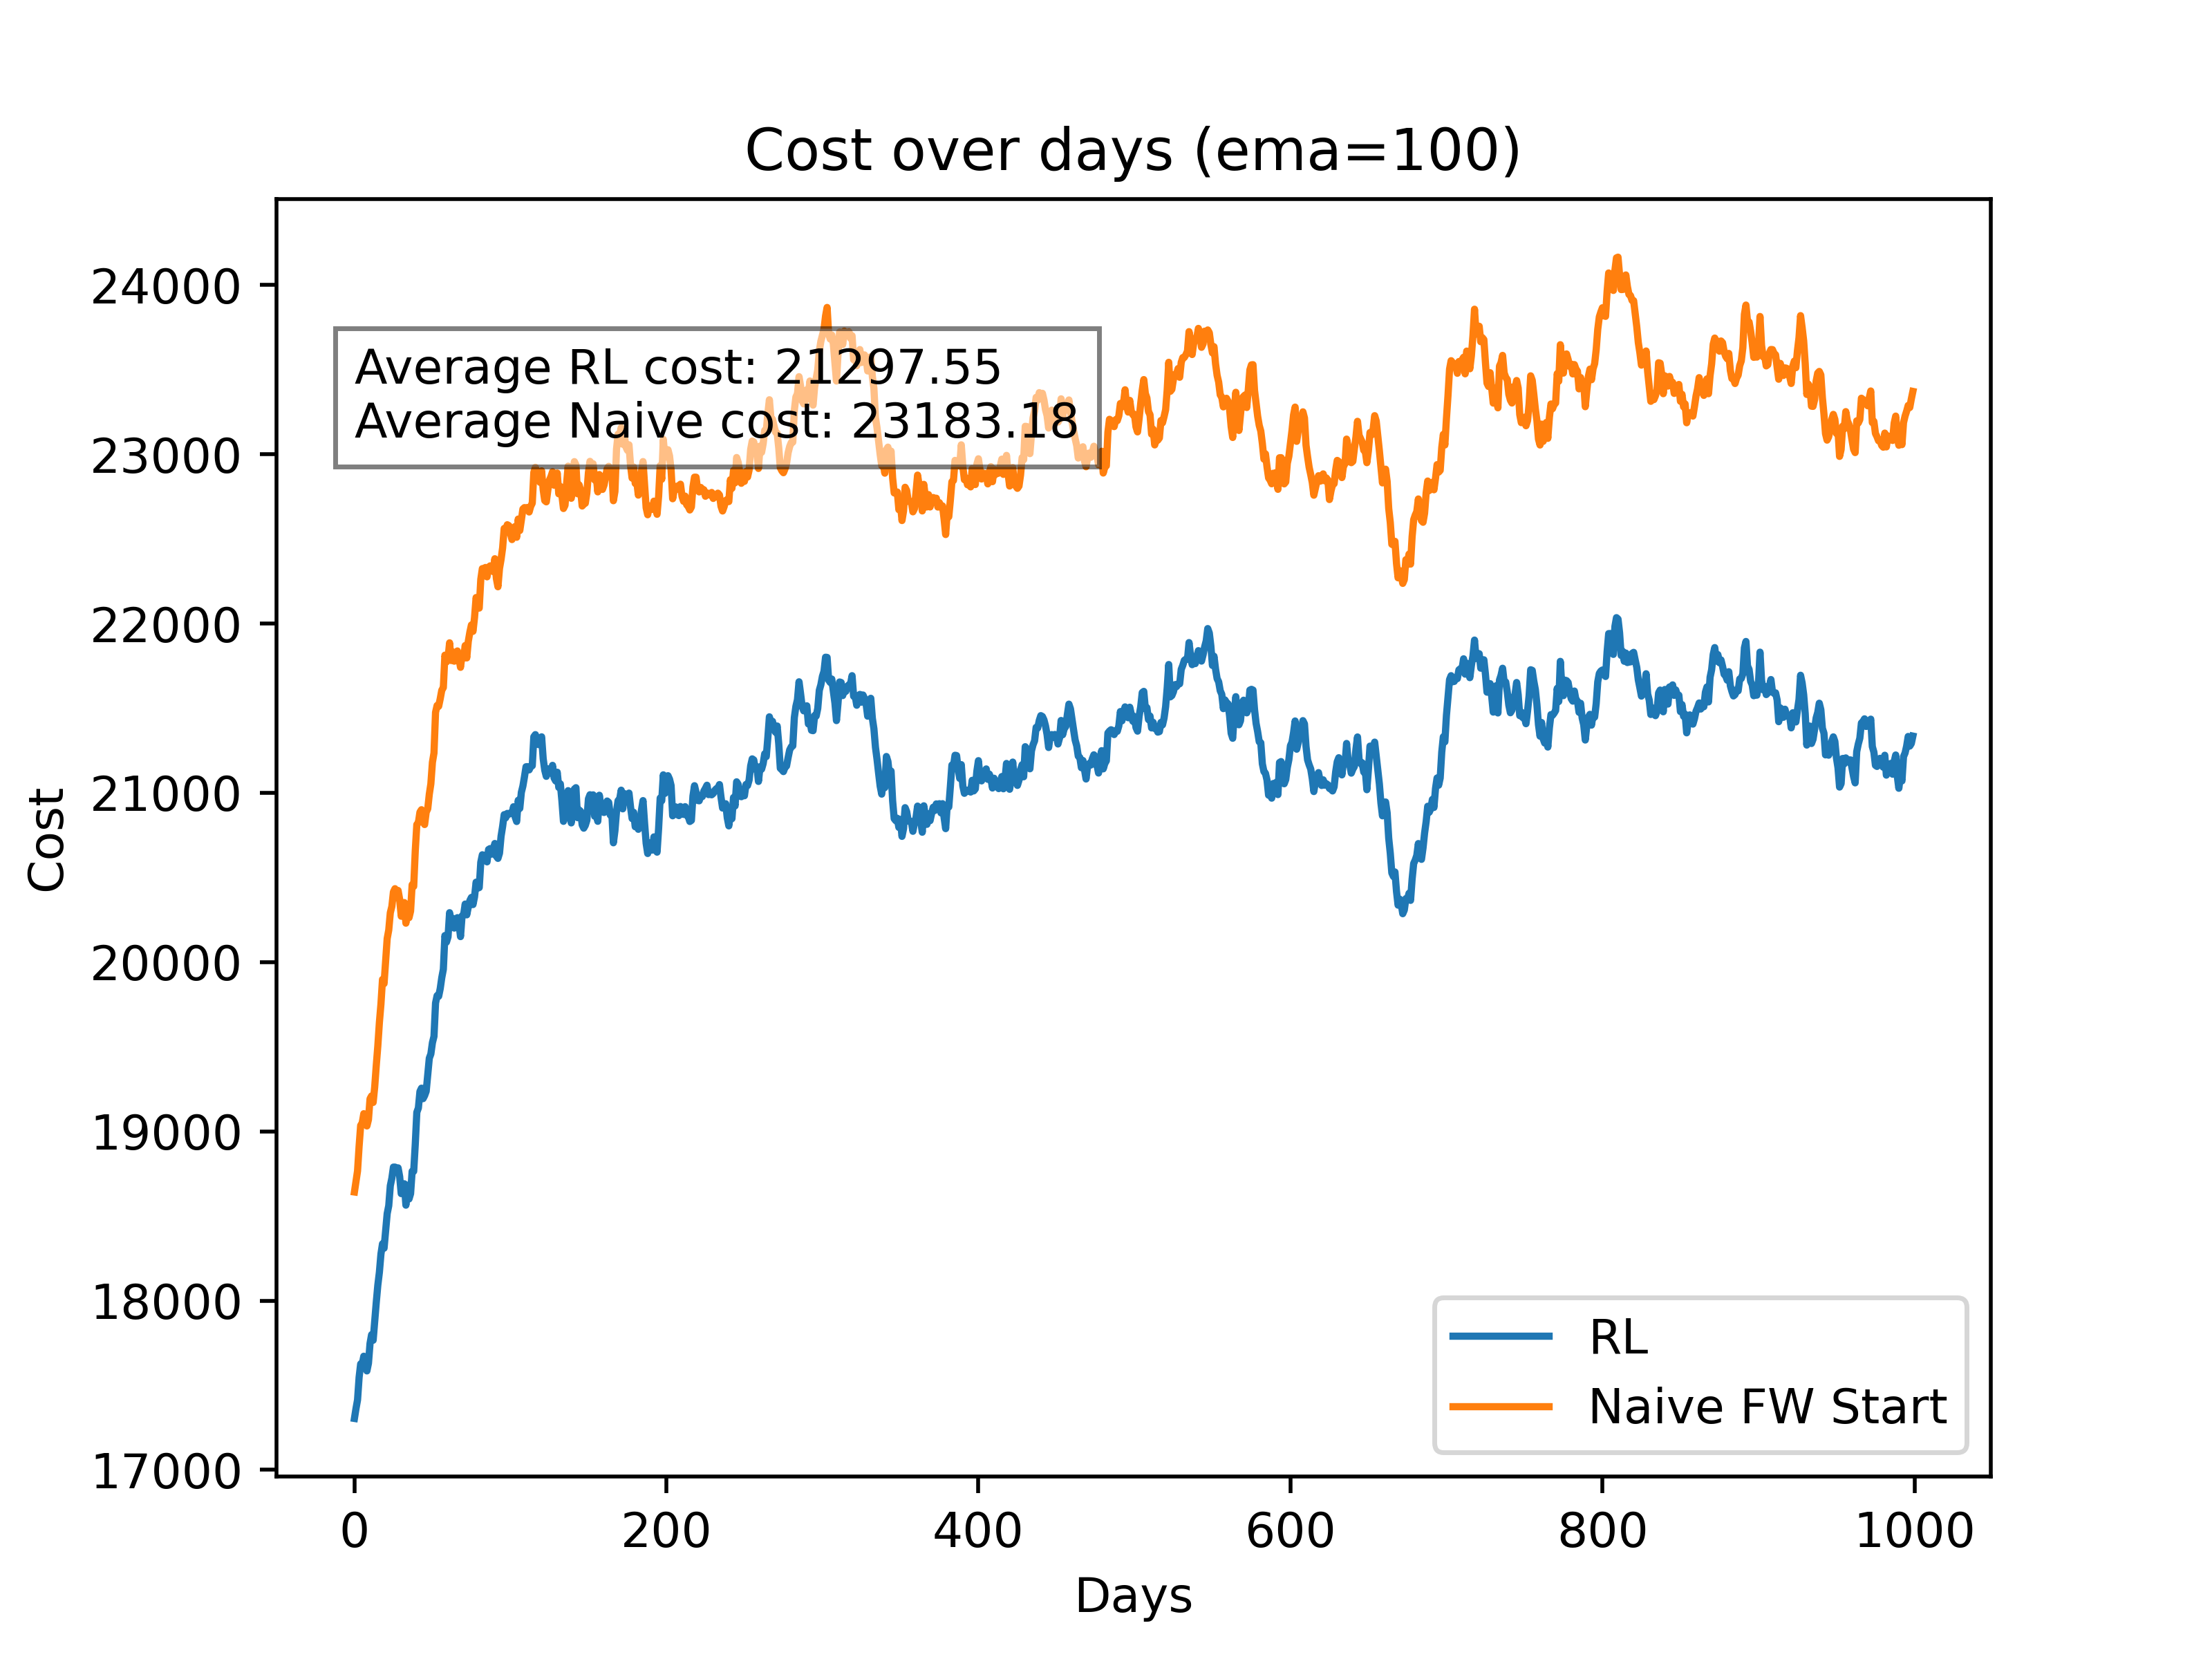 Cost over days (ema=100)
24000
23000
22000
21000
20000
19000
18000
17000
Cost
Average RL cost: 21297.55
Average Naive cost: 23183.18
RL
Naive FW Start
0 200 400 600 800 1000
Days